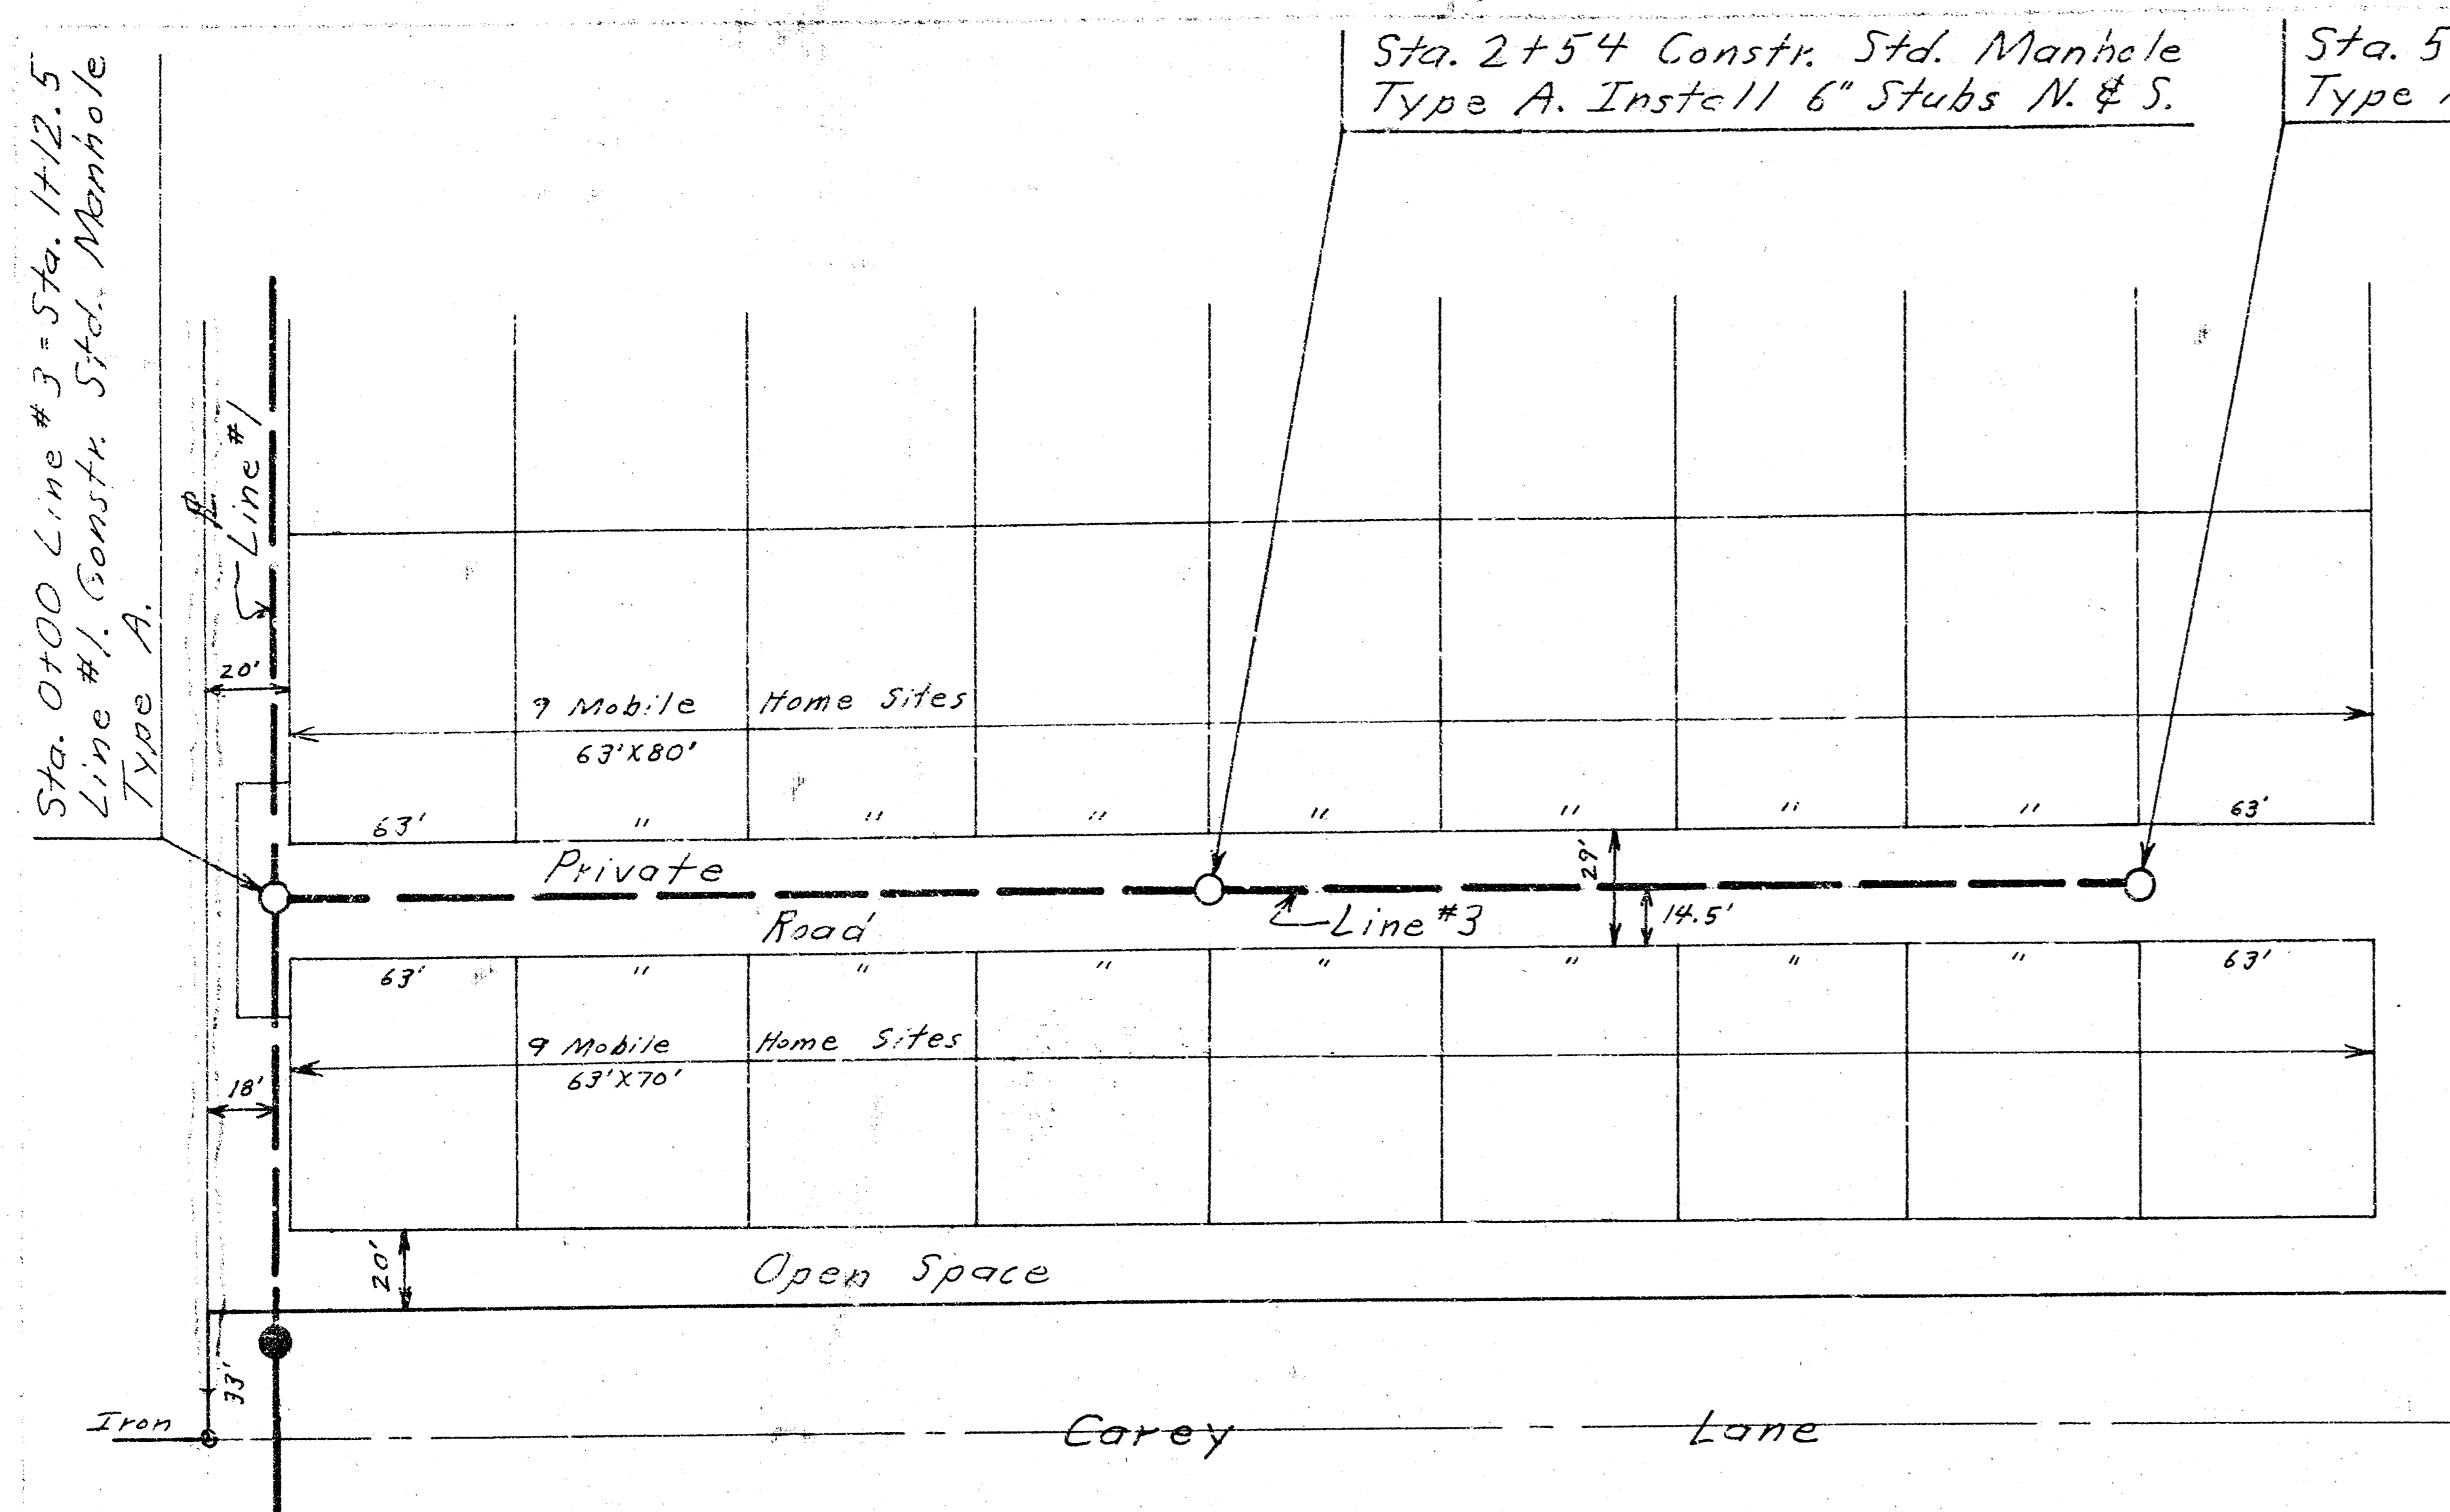 Sta. 0+00 Line #3 = Sta. 1+12.5
Line #1. Constr. Std. Manhole
Type A.
Sta. 2+54 Constr. Std. Manhole
Type A. Install 6" Stubs N. & S.
Sta. 5
Type
℄
Line #1
20'
9 Mobile Home Sites
63'X80'
63' " " " " " " " 63'
Private
Road
Line #3
29'
14.5'
63' " " " " " " " 63'
9 Mobile Home Sites
63'X70'
18'
20'
Open Space
33'
Iron
Carey Lane